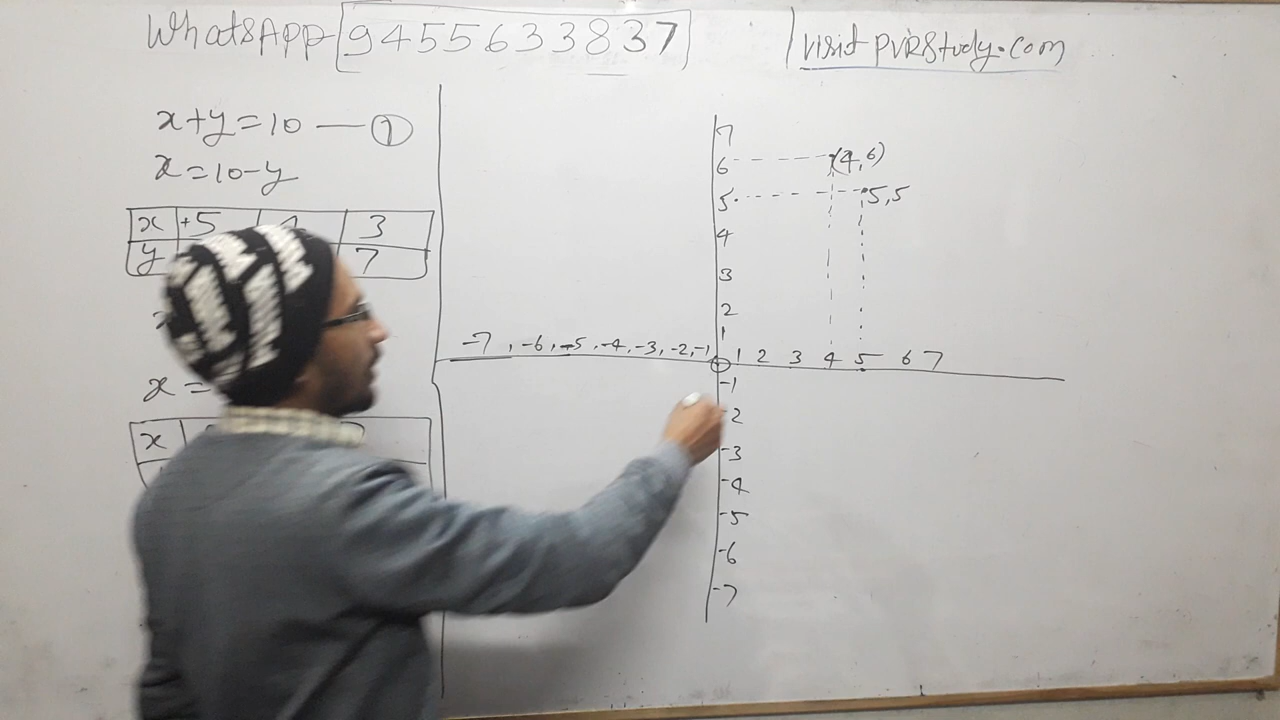 WhatsApp- 9455633837
visit PVRStudy.com
x+y=10 — ①
x=10-y
x +5 4 3
y 7
x=
x
7
6 (4,6)
5 5,5
4
3
2
1
-7, -6, -5, -4, -3, -2, -1 1 2 3 4 5 6 7
-1
-2
-3
-4
-5
-6
-7